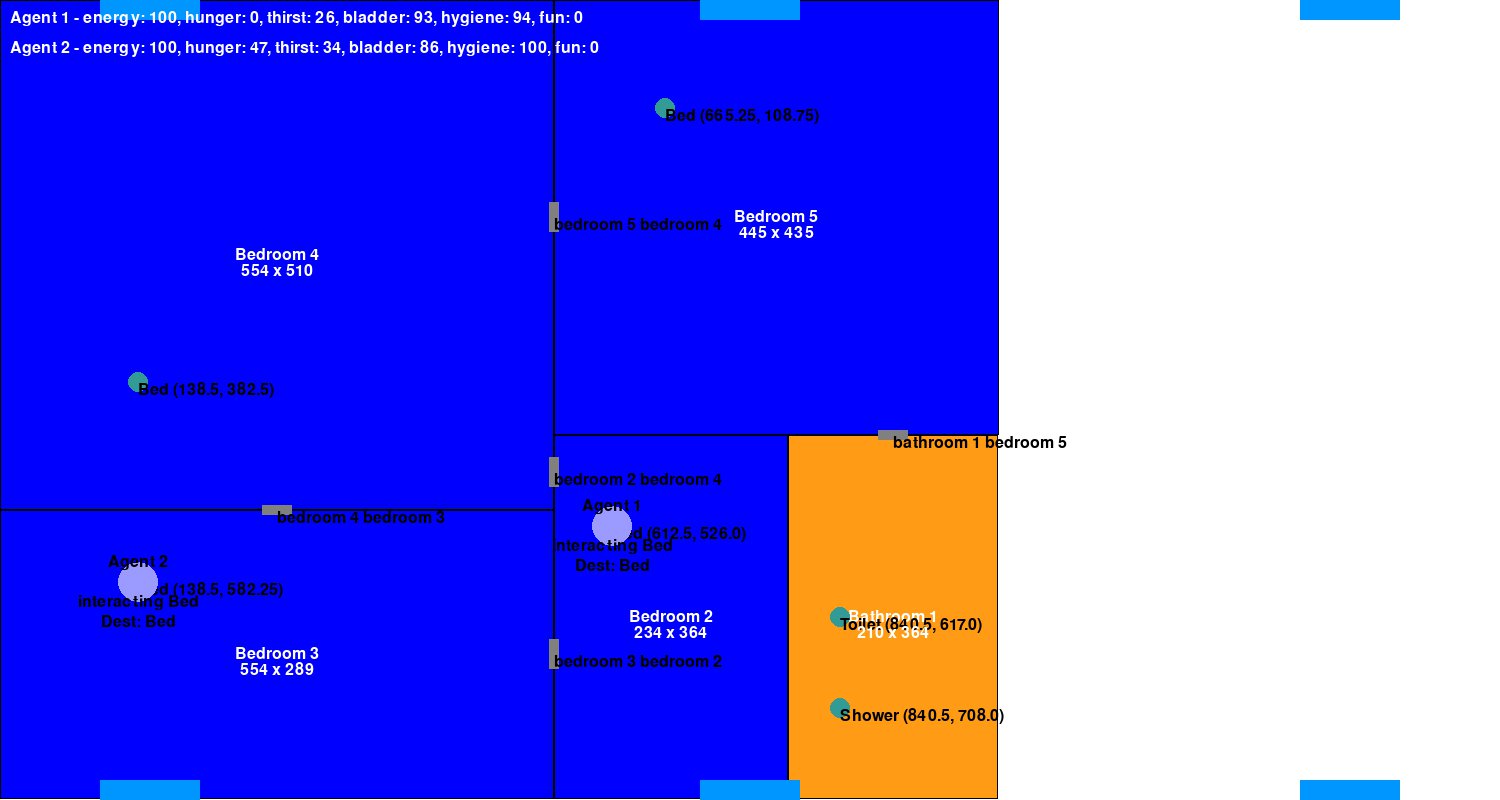 Agent 1 - energy: 100, hunger: 0, thirst: 26, bladder: 93, hygiene: 94, fun: 0
Agent 2 - energy: 100, hunger: 47, thirst: 34, bladder: 86, hygiene: 100, fun: 0
Bed (665.25, 108.75)
Bedroom 5
445 x 435
bedroom 5 bedroom 4
Bedroom 4
554 x 510
Bed (138.5, 382.5)
bathroom 1 bedroom 5
bedroom 2 bedroom 4
Agent 1
d (612.5, 526.0)
interacting Bed
Dest: Bed
bedroom 4 bedroom 3
Agent 2
d (138.5, 582.25)
interacting Bed
Dest: Bed
Bedroom 2
234 x 364
Bathroom 1
210 x 364
Toilet (840.5, 617.0)
Bedroom 3
554 x 289
bedroom 3 bedroom 2
Shower (840.5, 708.0)